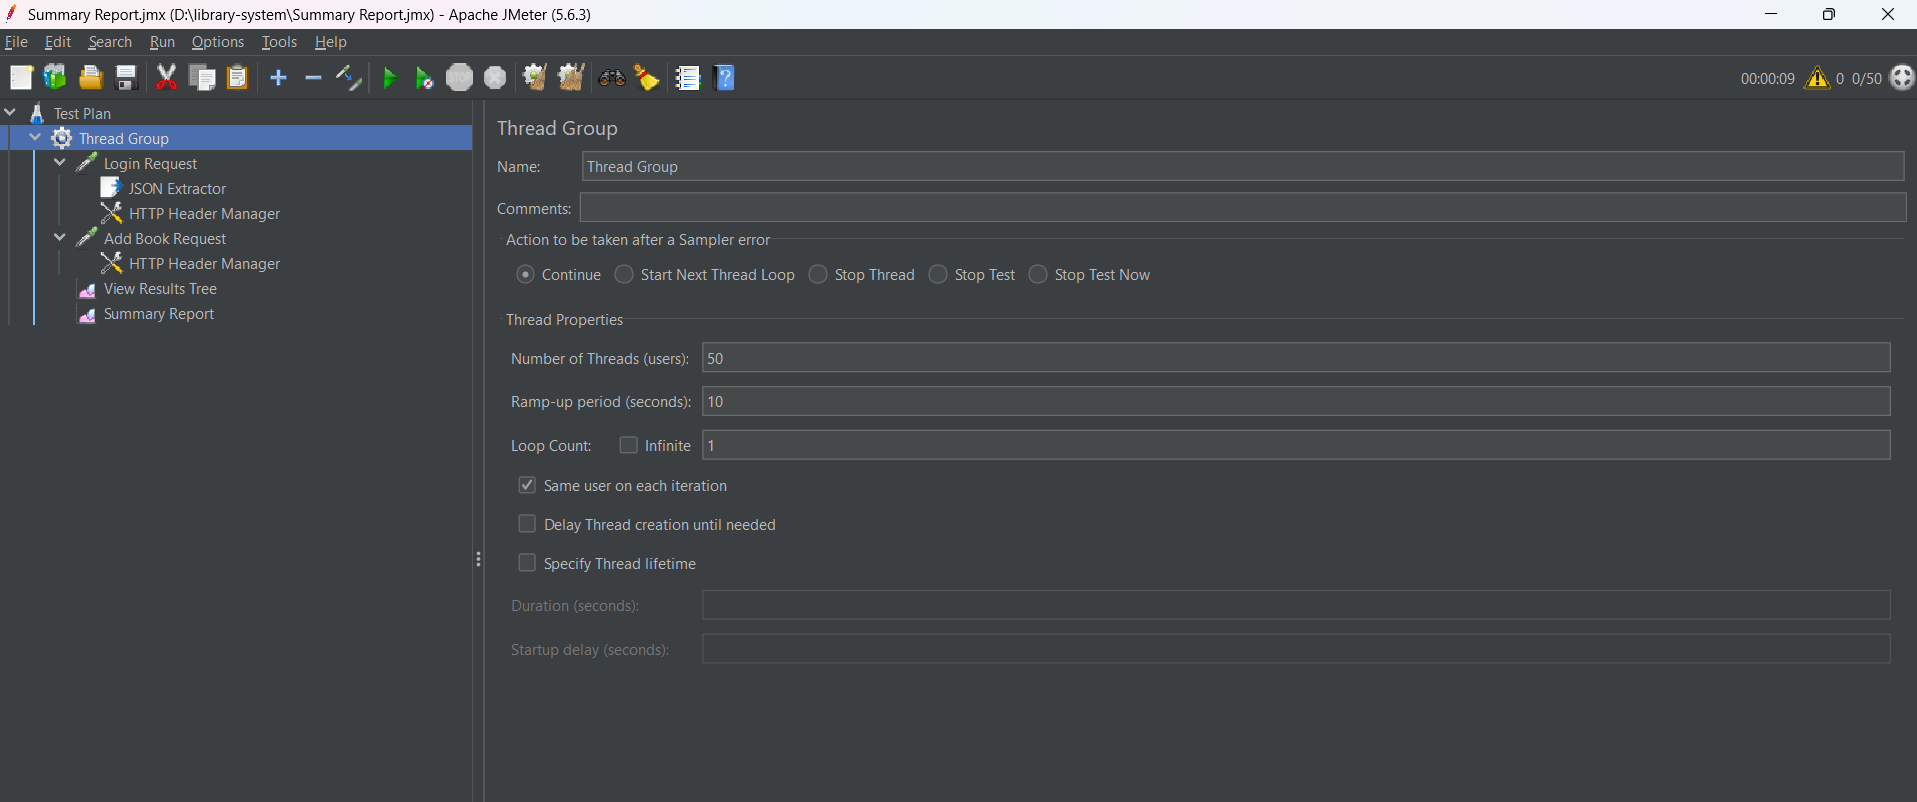 Summary Report.jmx (D:\library-system\Summary Report.jmx) - Apache JMeter (5.6.3)
File Edit Search Run Options Tools Help
STOP
00:00:09 0 0/50
Test Plan
Thread Group
Login Request
JSON Extractor
HTTP Header Manager
Add Book Request
HTTP Header Manager
View Results Tree
Summary Report
Thread Group
Name: Thread Group
Comments:
Action to be taken after a Sampler error
Continue Start Next Thread Loop Stop Thread Stop Test Stop Test Now
Thread Properties
Number of Threads (users): 50
Ramp-up period (seconds): 10
Loop Count: Infinite 1
Same user on each iteration
Delay Thread creation until needed
Specify Thread lifetime
Duration (seconds):
Startup delay (seconds):